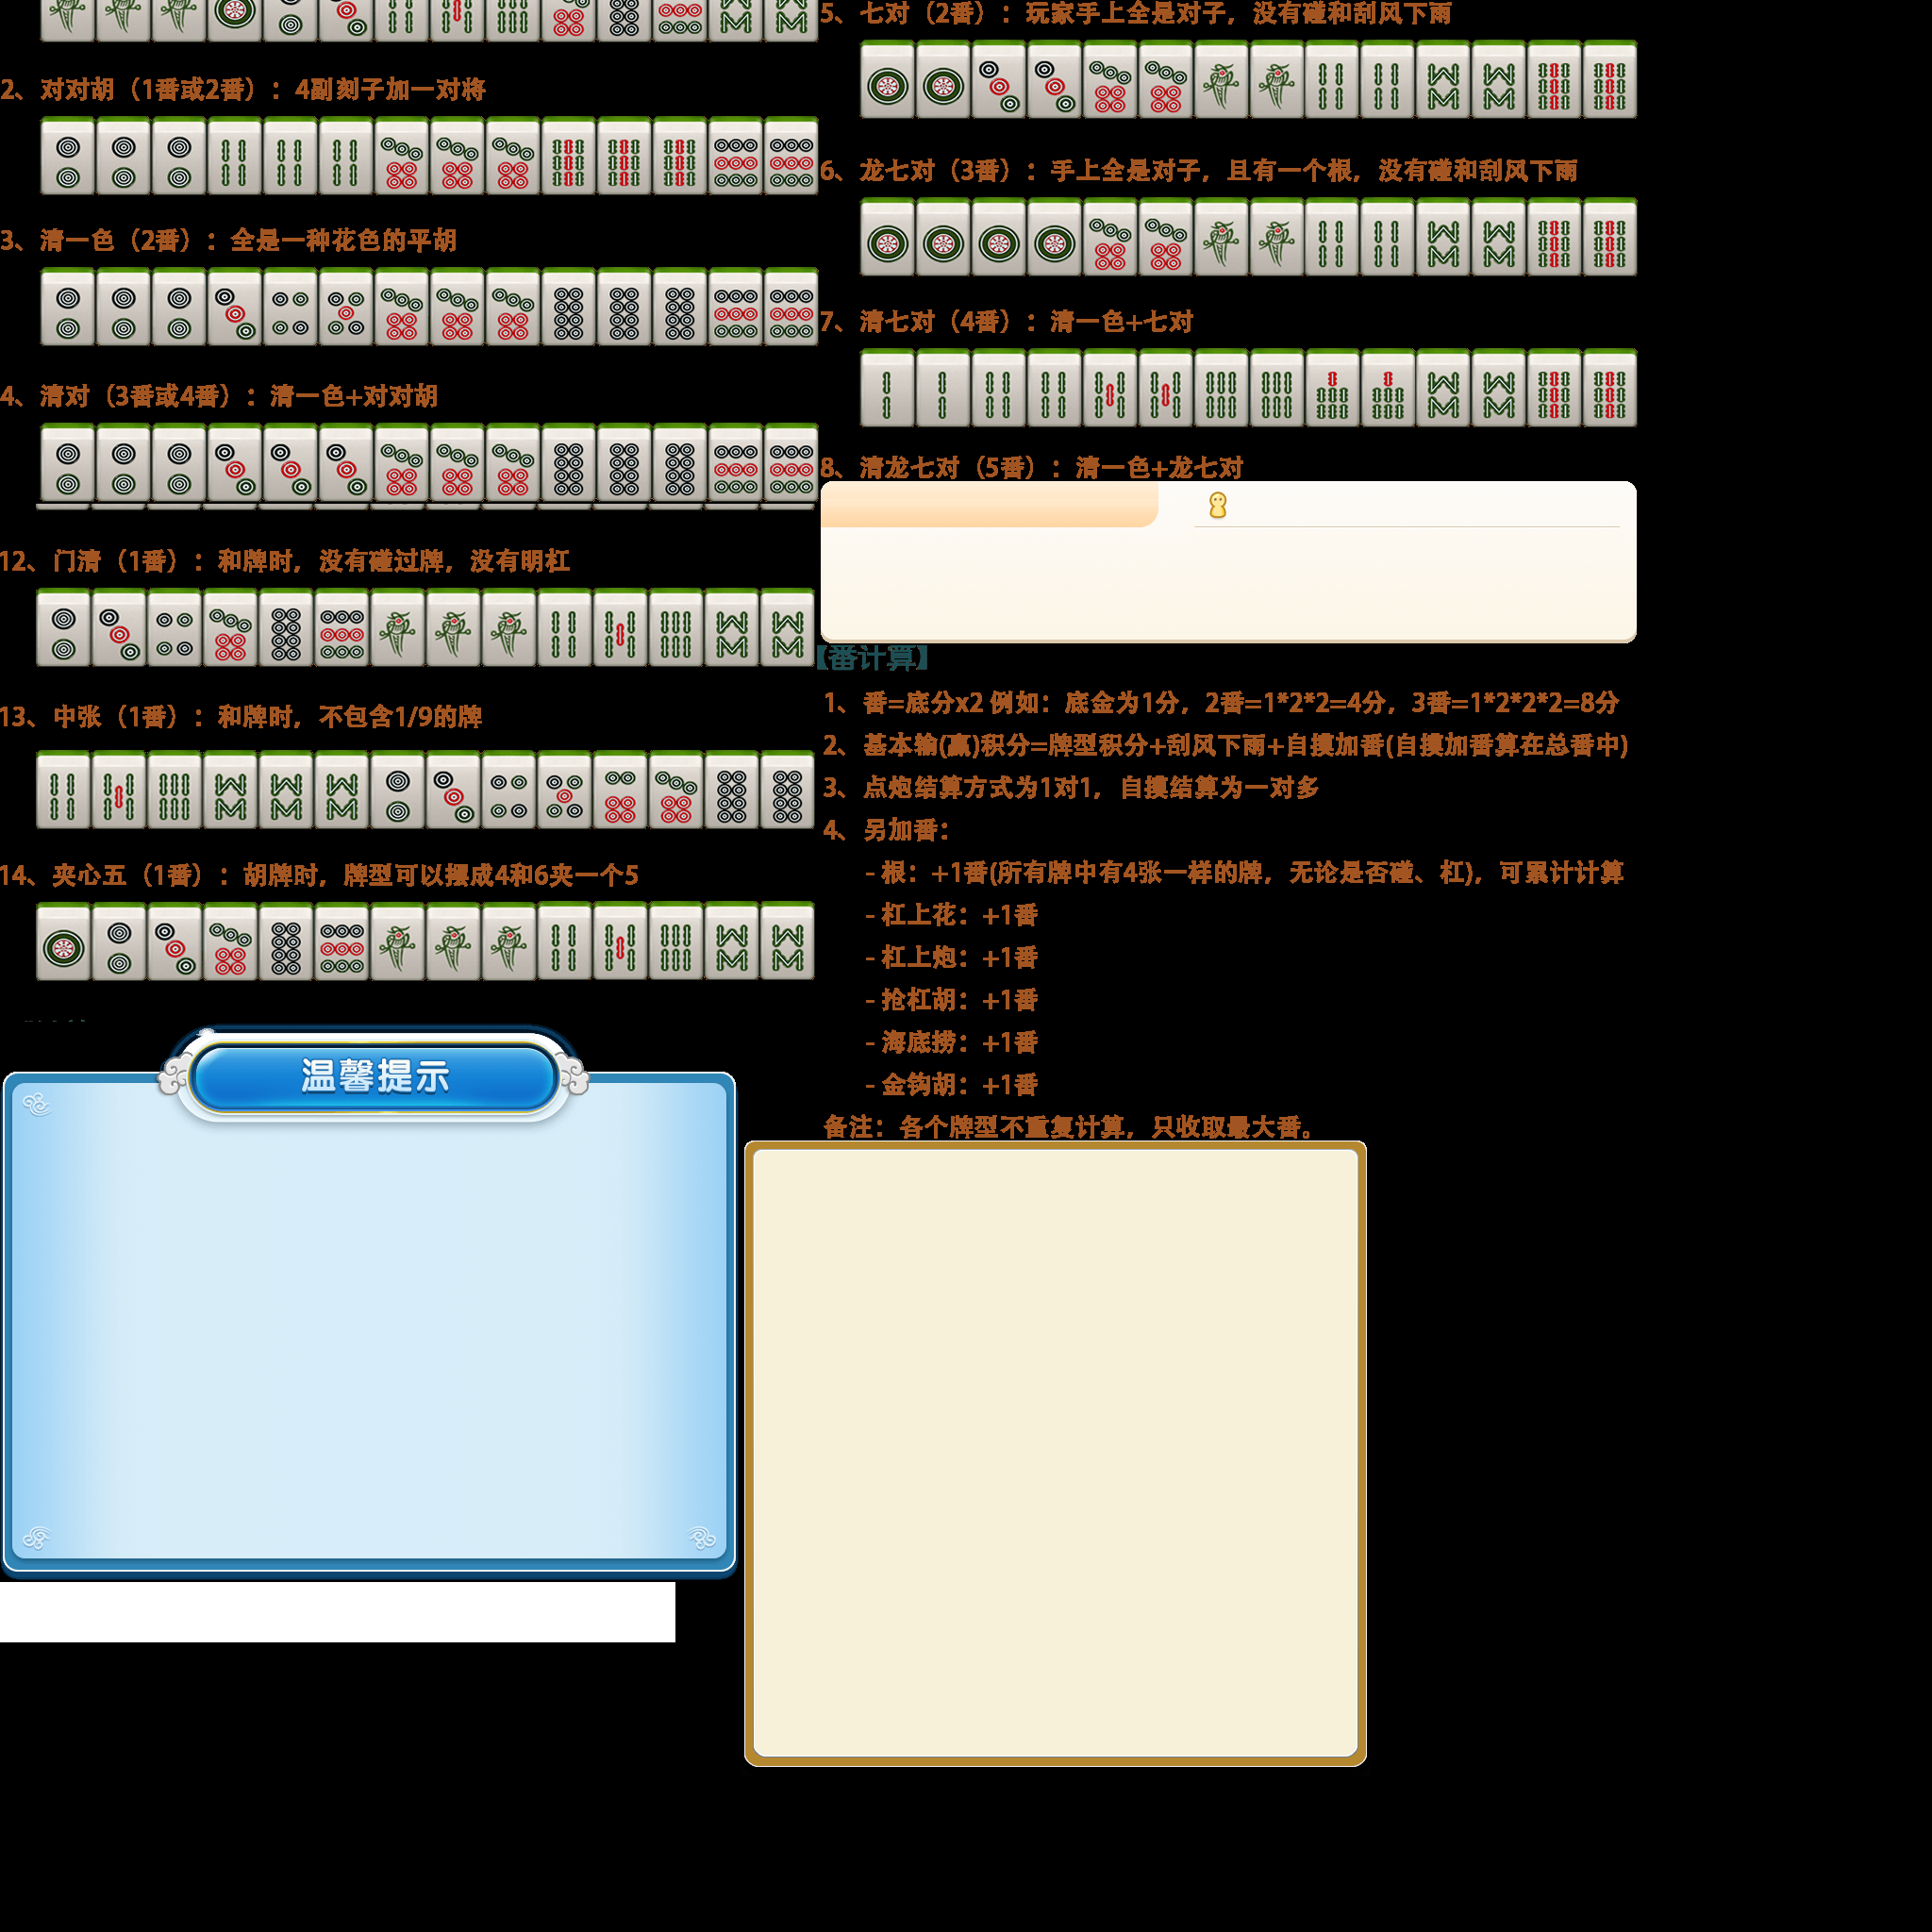 2、对对胡（1番或2番）：4副刻子加一对将
3、清一色（2番）：全是一种花色的平胡
4、清对（3番或4番）：清一色+对对胡
12、门清（1番）：和牌时，没有碰过牌，没有明杠
13、中张（1番）：和牌时，不包含1/9的牌
14、夹心五（1番）：胡牌时，牌型可以摆成4和6夹一个5
温馨提示
5、七对（2番）：玩家手上全是对子，没有碰和刮风下雨
6、龙七对（3番）：手上全是对子，且有一个根，没有碰和刮风下雨
7、清七对（4番）：清一色+七对
8、清龙七对（5番）：清一色+龙七对
【番计算】
1、番=底分x2 例如：底金为1分，2番=1*2*2=4分，3番=1*2*2*2=8分
2、基本输(赢)积分=牌型积分+刮风下雨+自摸加番(自摸加番算在总番中)
3、点炮结算方式为1对1，自摸结算为一对多
4、另加番：
- 根：+1番(所有牌中有4张一样的牌，无论是否碰、杠)，可累计计算
- 杠上花：+1番
- 杠上炮：+1番
- 抢杠胡：+1番
- 海底捞：+1番
- 金钩胡：+1番
备注：各个牌型不重复计算，只收取最大番。